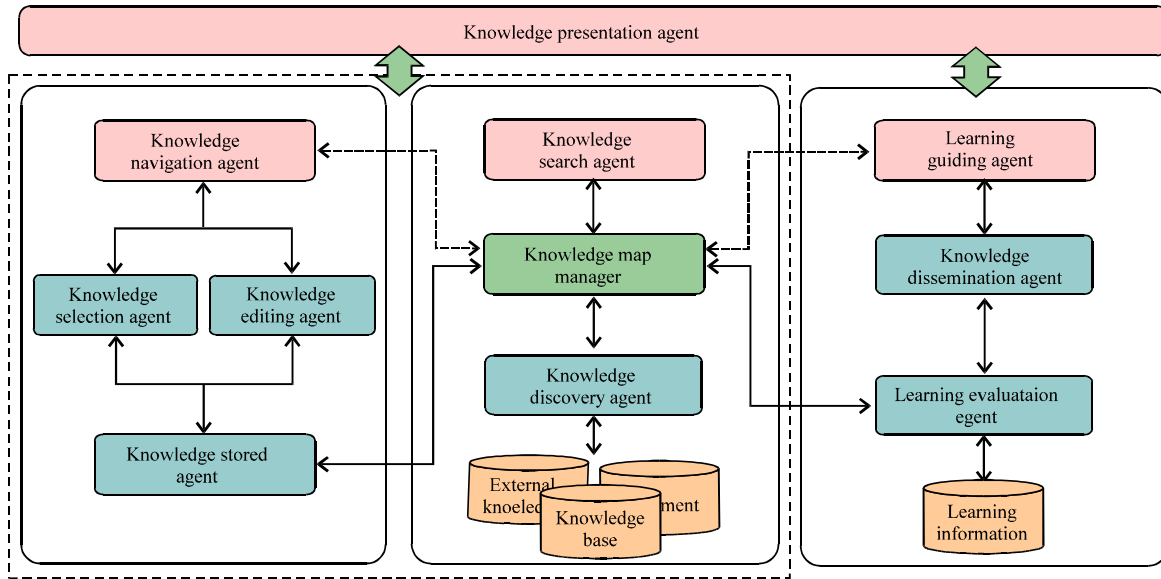 Knowledge presentation agent
Knowledge
navigation agent
Knowledge
selection agent
Knowledge
editing agent
Knowledge stored
agent
Knowledge
search agent
Knowledge map
manager
Knowledge
discovery agent
External
Knowledge
base
Learning
guiding agent
Knowledge
dissemination agent
Learning evaluataion
egent
Learning
information